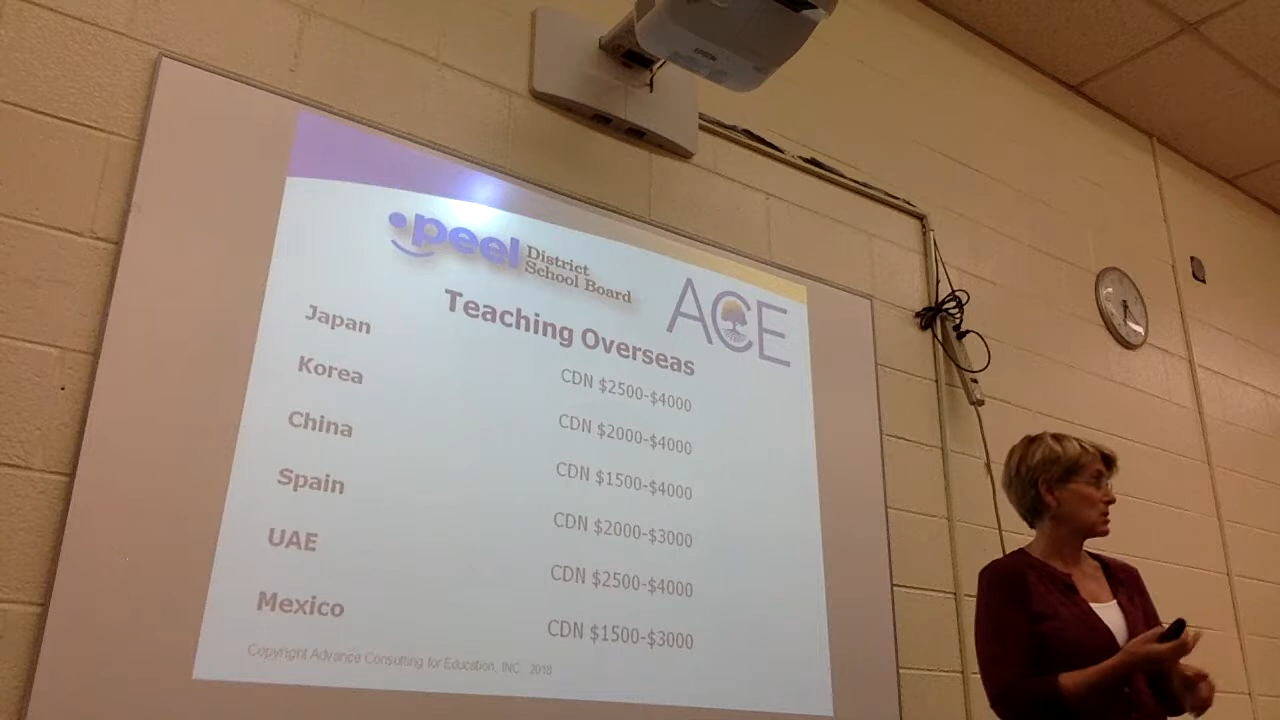 EPSON
peel District
School Board
ACE
Teaching Overseas
Japan CDN $2500-$4000
Korea CDN $2000-$4000
China CDN $1500-$4000
Spain CDN $2000-$3000
UAE CDN $2500-$4000
Mexico CDN $1500-$3000
Copyright Advance Consulting for Education, INC 2018